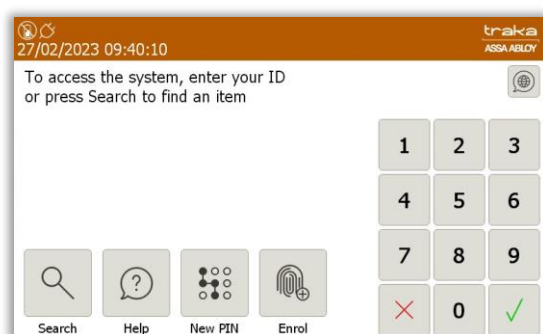 27/02/2023 09:40:10
traka
ASSA ABLOY
To access the system, enter your ID
or press Search to find an item
1 2 3
4 5 6
7 8 9
0
Search Help New PIN Enrol